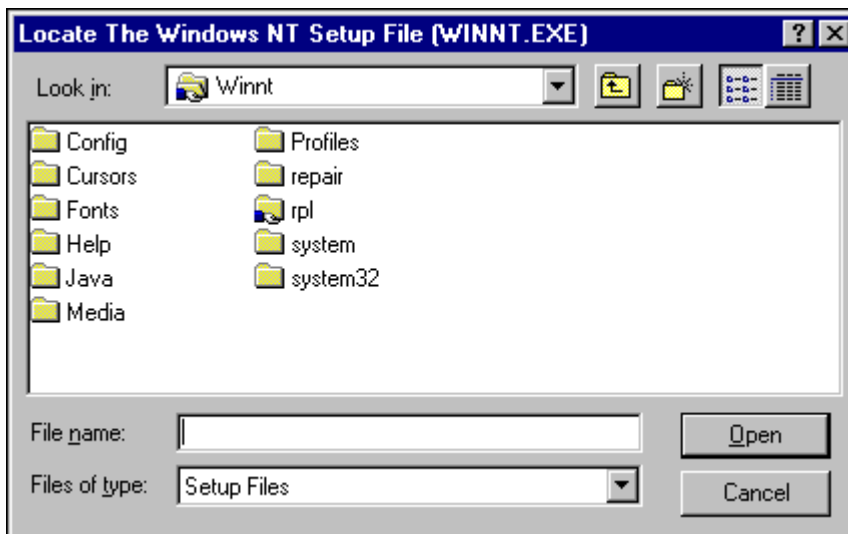 Locate The Windows NT Setup File (WINNT.EXE)
Look in: Winnt
Config Profiles
Cursors repair
Fonts rpl
Help system
Java system32
Media
File name: Open
Files of type: Setup Files Cancel